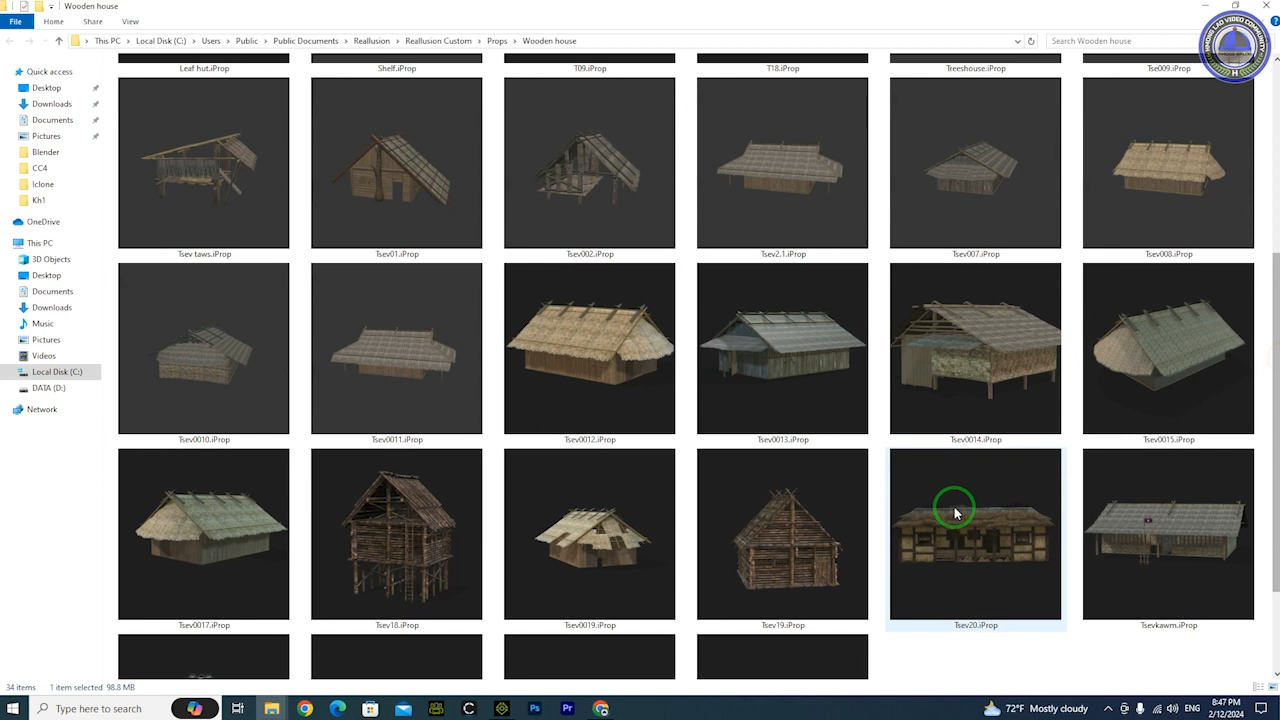 Wooden house
File Home Share View
This PC Local Disk (C:) Users Public Public Documents Reallusion Reallusion Custom Props Wooden house
Search Wooden house
HMONG LAO VIDEO COMMUNITY
H
Quick access
Desktop
Downloads
Documents
Pictures
Blender
CC4
Iclone
Kh1
OneDrive
This PC
3D Objects
Desktop
Documents
Downloads
Music
Pictures
Videos
Local Disk (C:)
DATA (D:)
Network
Leaf hut.iProp Shelf.iProp T09.iProp T18.iProp Treeshouse.iProp Tse009.iProp
Tsev taws.iProp Tsev01.iProp Tsev002.iProp Tsev2.1.iProp Tsev007.iProp Tsev008.iProp
Tsev0010.iProp Tsev0011.iProp Tsev0012.iProp Tsev0013.iProp Tsev0014.iProp Tsev0015.iProp
Tsev0017.iProp Tsev18.iProp Tsev0019.iProp Tsev19.iProp Tsev20.iProp Tsevkawm.iProp
34 items 1 item selected 98.8 MB
Type here to search
72°F Mostly cloudy
ENG
8:47 PM
2/12/2024